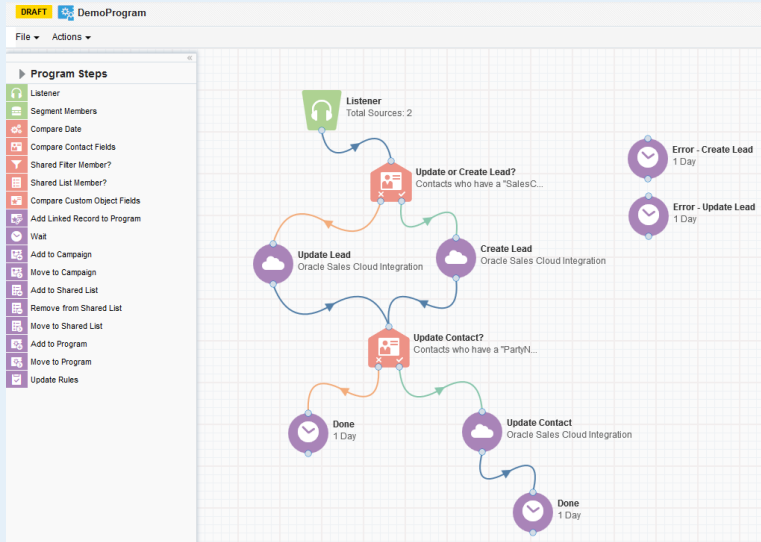 DRAFT DemoProgram
File Actions
«
Program Steps
Listener
Segment Members
Compare Date
Compare Contact Fields
Shared Filter Member?
Shared List Member?
Compare Custom Object Fields
Add Linked Record to Program
Wait
Add to Campaign
Move to Campaign
Add to Shared List
Remove from Shared List
Move to Shared List
Add to Program
Move to Program
Update Rules
Listener
Total Sources: 2
Update or Create Lead?
Contacts who have a "SalesC...
Error - Create Lead
1 Day
Error - Update Lead
1 Day
Update Lead
Oracle Sales Cloud Integration
Create Lead
Oracle Sales Cloud Integration
Update Contact?
Contacts who have a "PartyN...
Done
1 Day
Update Contact
Oracle Sales Cloud Integration
Done
1 Day